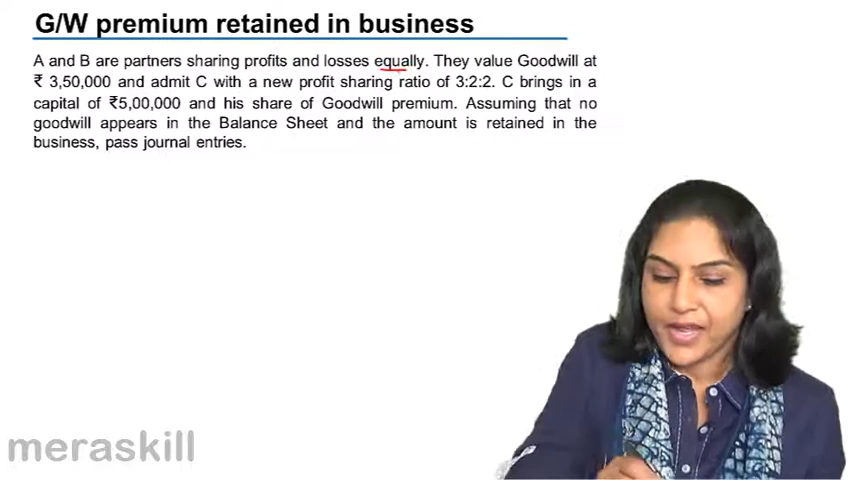 G/W premium retained in business
A and B are partners sharing profits and losses equally. They value Goodwill at
₹ 3,50,000 and admit C with a new profit sharing ratio of 3:2:2. C brings in a
capital of ₹5,00,000 and his share of Goodwill premium. Assuming that no
goodwill appears in the Balance Sheet and the amount is retained in the
business, pass journal entries.
meraskill